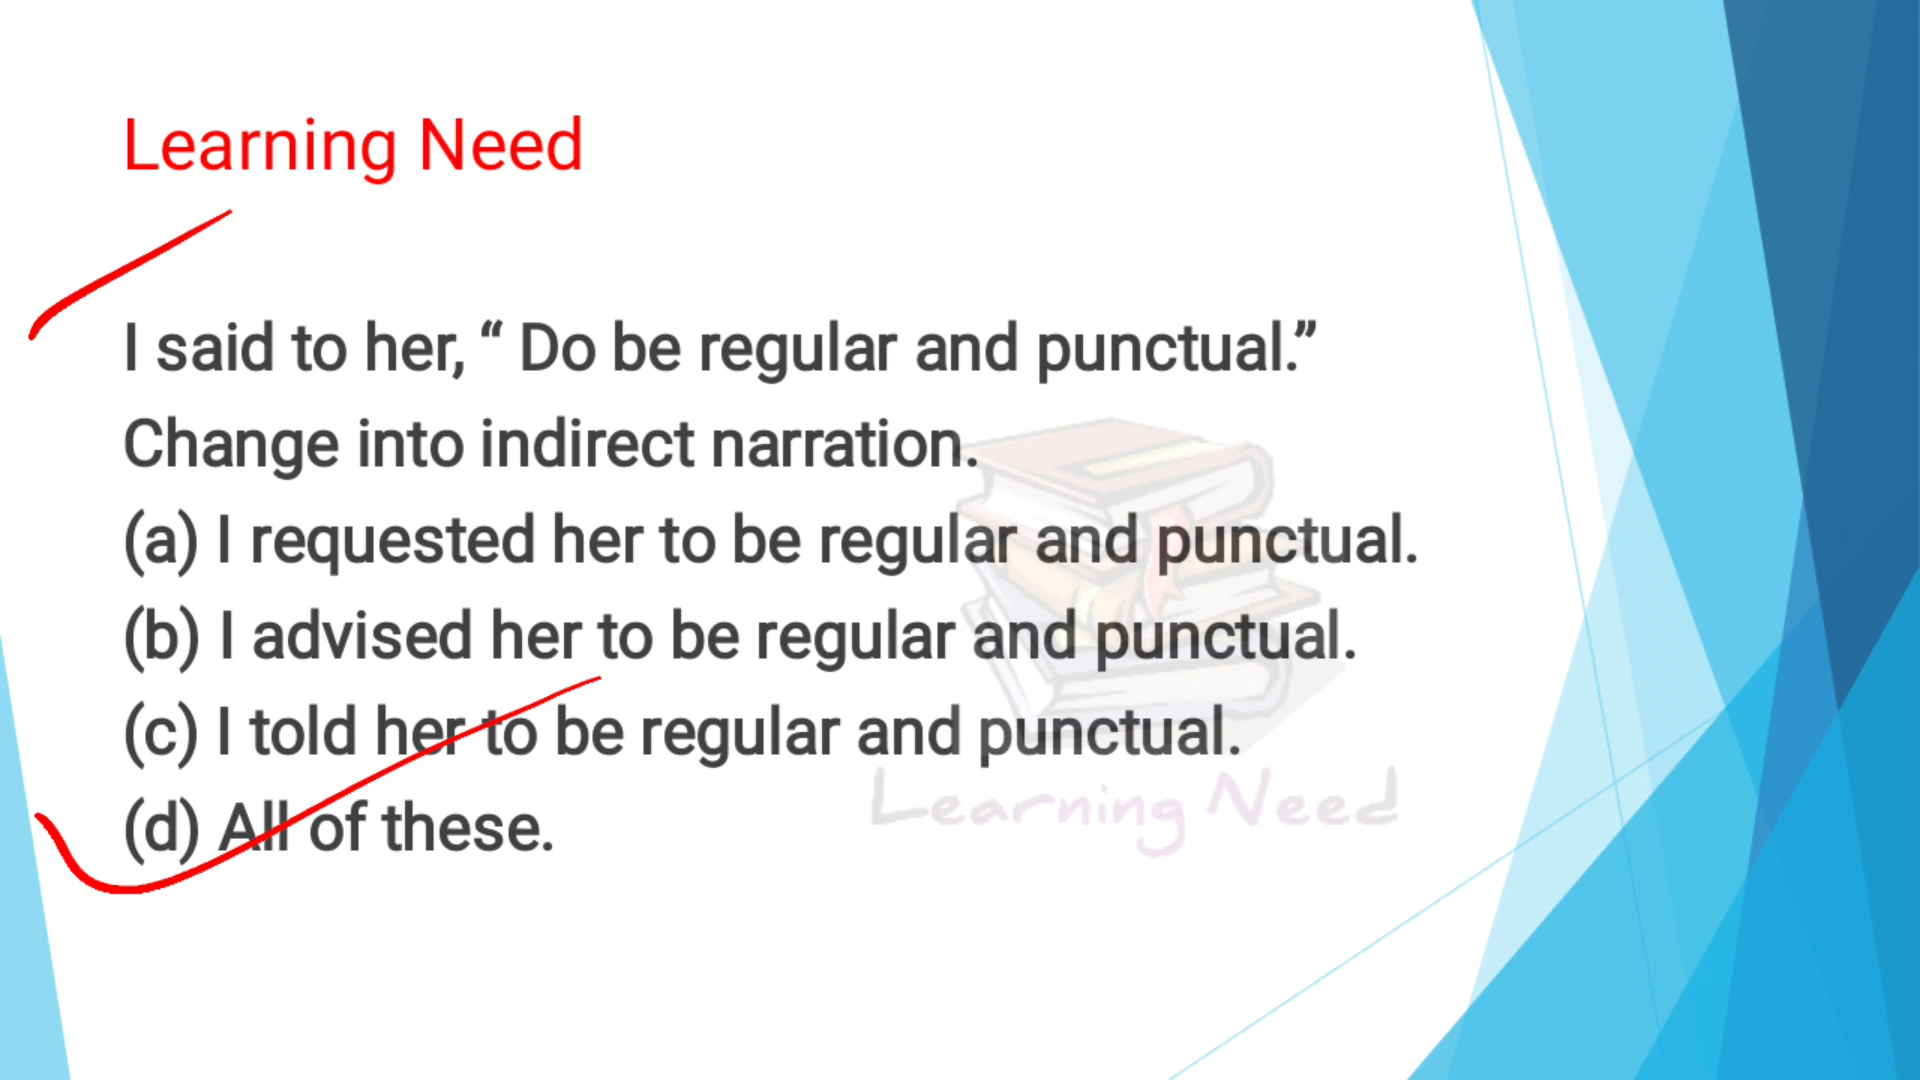 Learning Need
I said to her, “ Do be regular and punctual.”
Change into indirect narration.
(a) I requested her to be regular and punctual.
(b) I advised her to be regular and punctual.
(c) I told her to be regular and punctual.
(d) All of these.
Learning Need